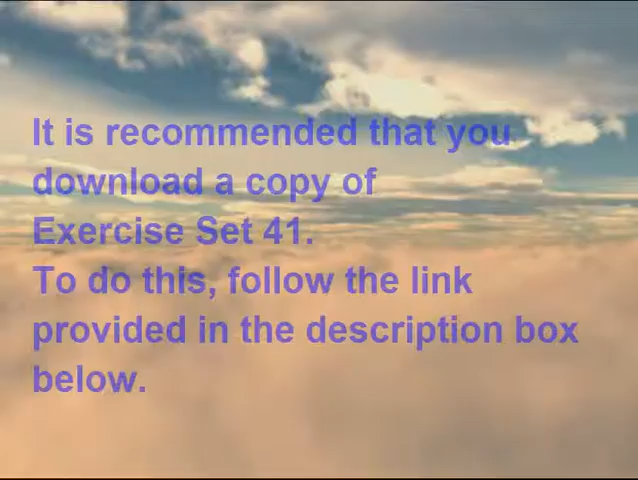 It is recommended that you
download a copy of
Exercise Set 41.
To do this, follow the link
provided in the description box
below.